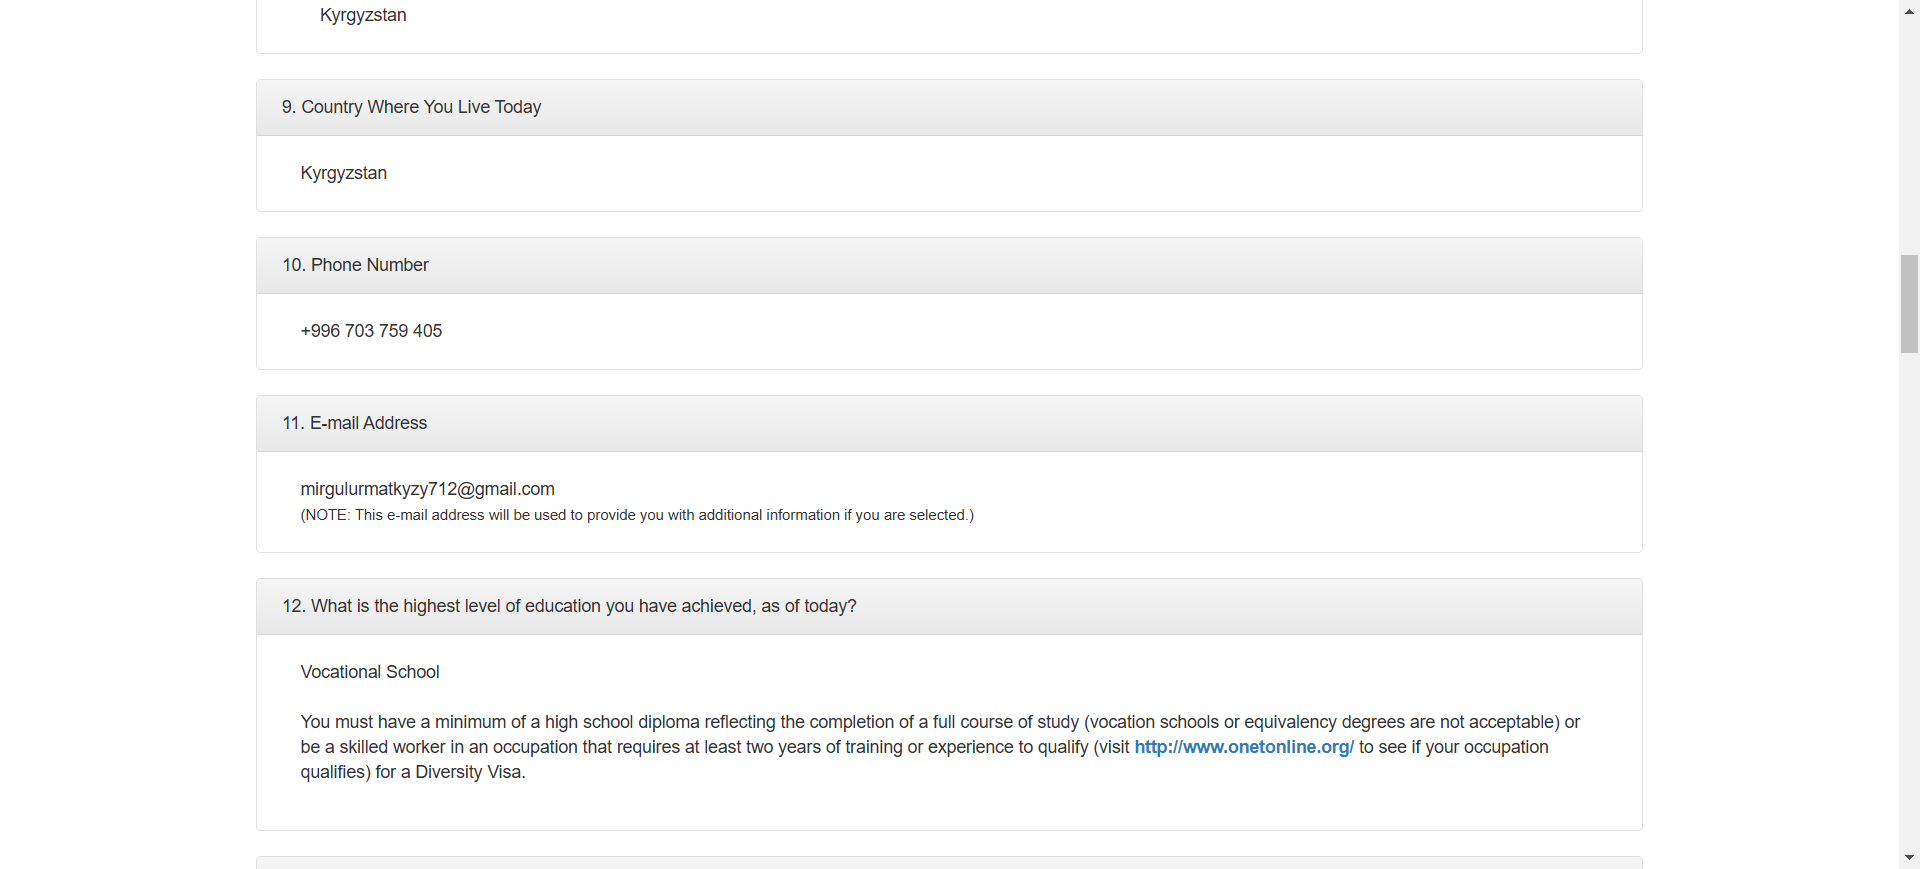 Kyrgyzstan
9. Country Where You Live Today
Kyrgyzstan
10. Phone Number
+996 703 759 405
11. E-mail Address
mirgulurmatkyzy712@gmail.com
(NOTE: This e-mail address will be used to provide you with additional information if you are selected.)
12. What is the highest level of education you have achieved, as of today?
Vocational School
You must have a minimum of a high school diploma reflecting the completion of a full course of study (vocation schools or equivalency degrees are not acceptable) or
be a skilled worker in an occupation that requires at least two years of training or experience to qualify (visit http://www.onetonline.org/ to see if your occupation
qualifies) for a Diversity Visa.